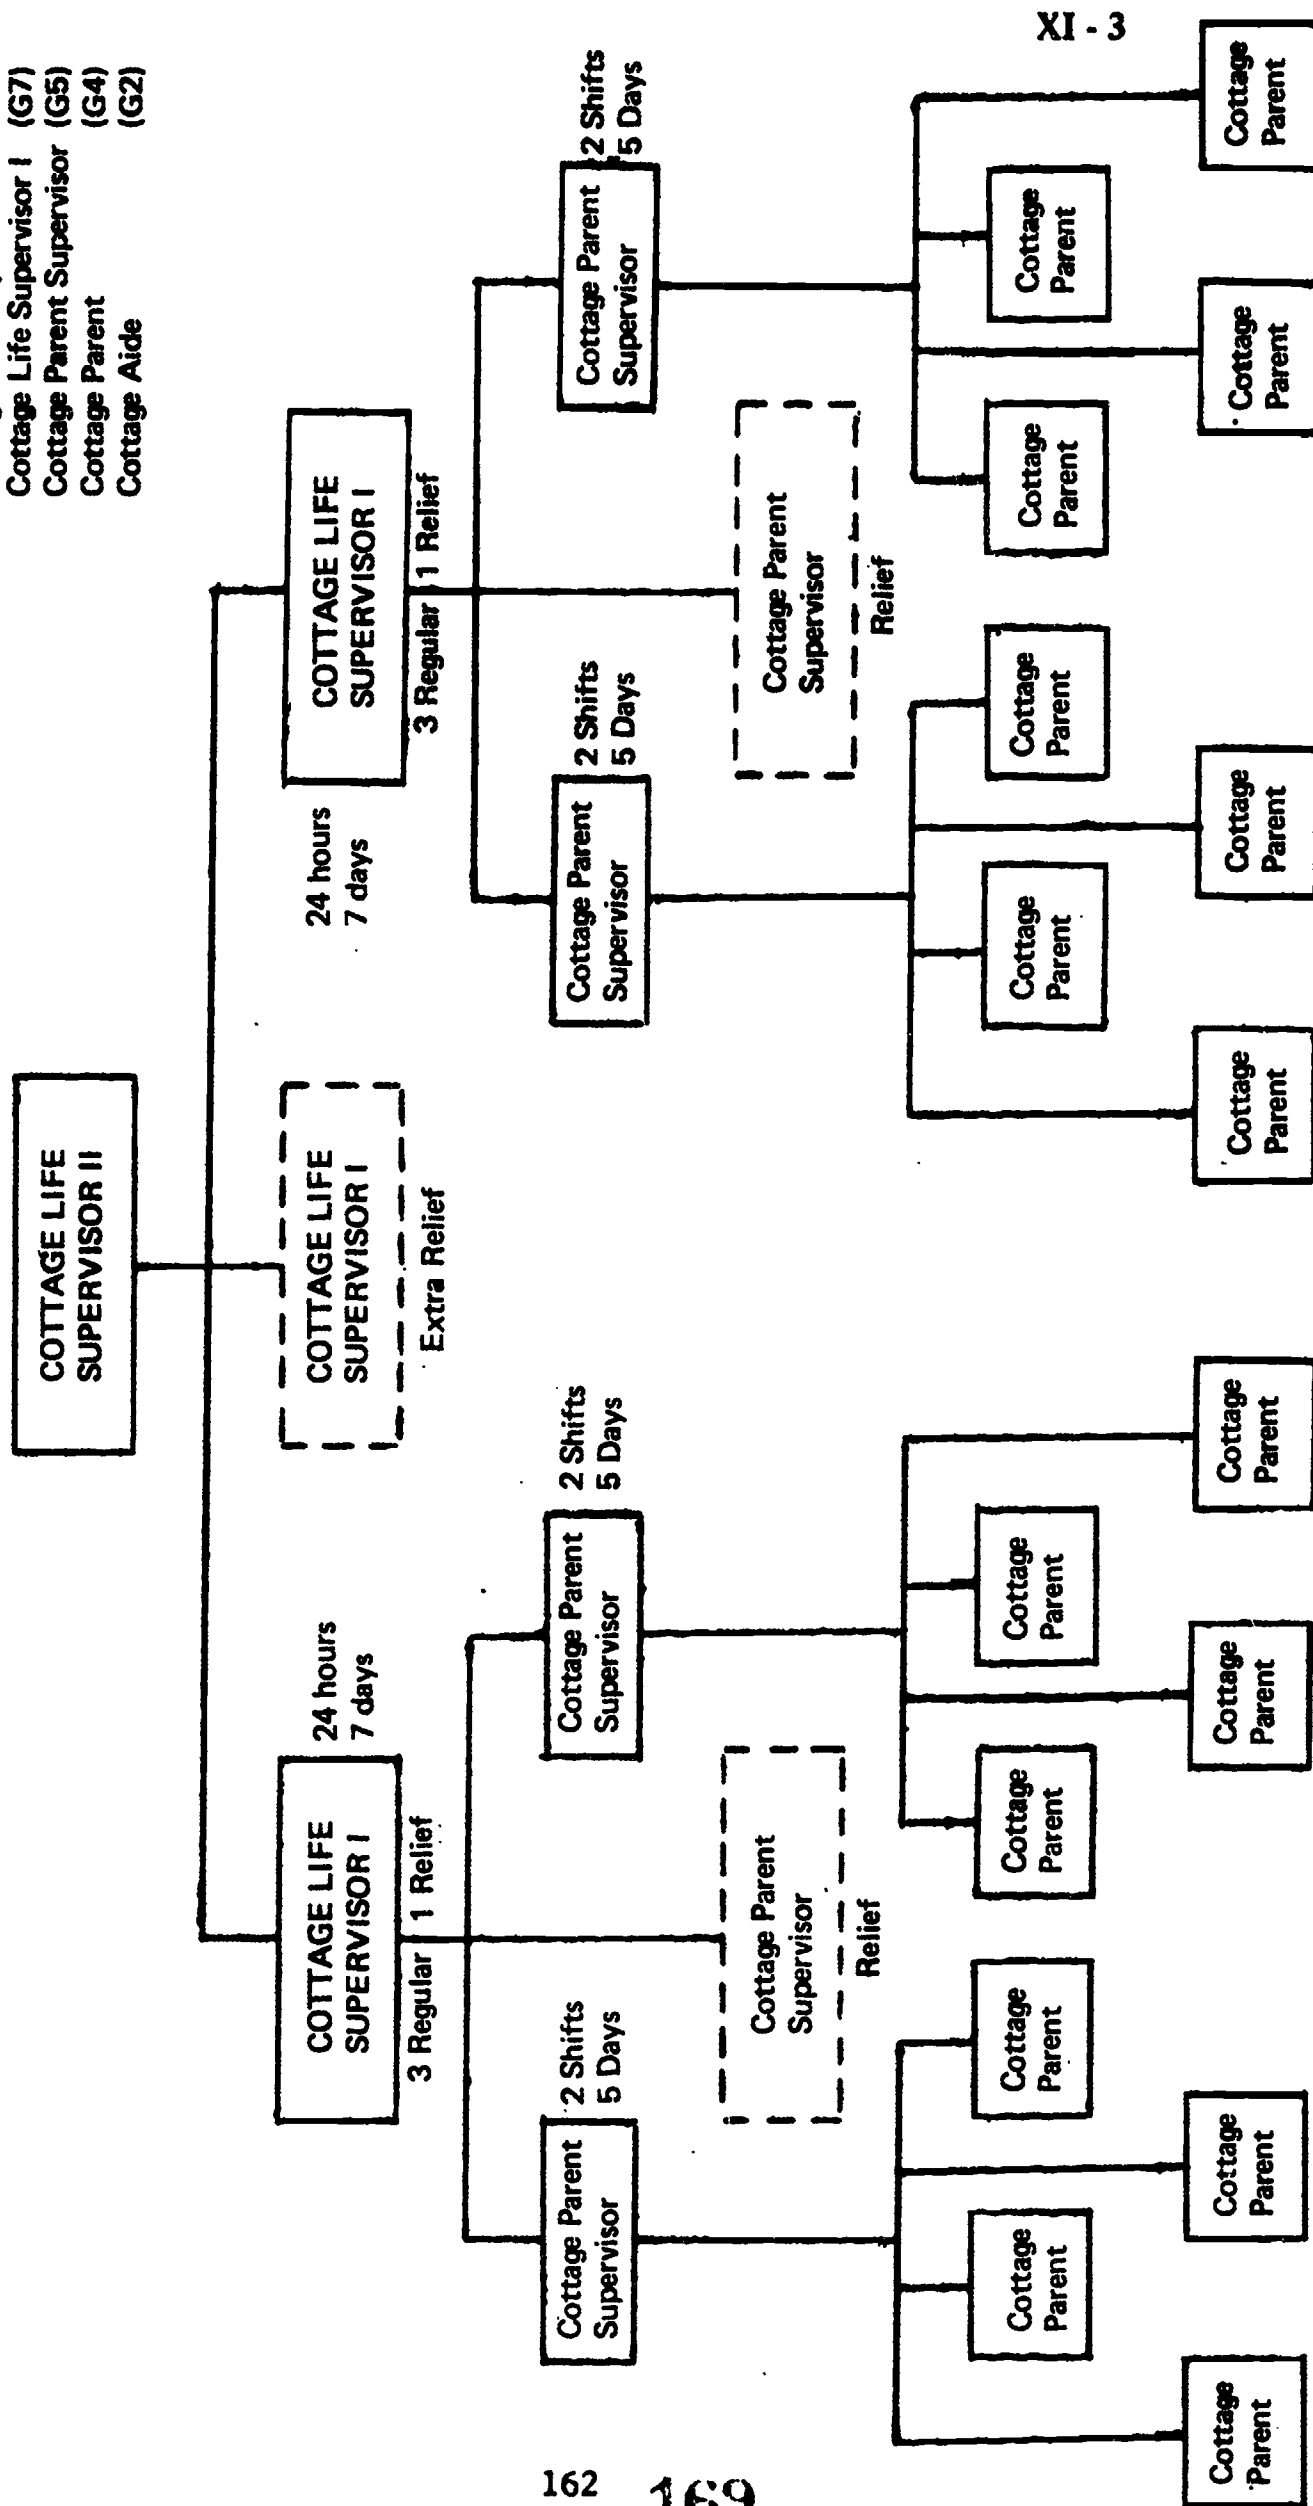 Cottage Life Supervisor I (G7)
Cottage Parent Supervisor (G5)
Cottage Parent (G4)
Cottage Aide (G2)
COTTAGE LIFE
SUPERVISOR II
COTTAGE LIFE
SUPERVISOR I
24 hours
7 days
3 Regular 1 Relief
COTTAGE LIFE
SUPERVISOR I
Extra Relief
COTTAGE LIFE
SUPERVISOR I
24 hours
7 days
3 Regular 1 Relief
Cottage Parent
Supervisor
2 Shifts
5 Days
Cottage Parent
Supervisor
2 Shifts
5 Days
Cottage Parent
Supervisor
2 Shifts
5 Days
Cottage Parent
Supervisor
2 Shifts
5 Days
Cottage Parent
Supervisor
Relief
Cottage Parent
Supervisor
Relief
Cottage
Parent
Cottage
Parent
Cottage
Parent
Cottage
Parent
Cottage
Parent
Cottage
Parent
Cottage
Parent
Cottage
Parent
Cottage
Parent
Cottage
Parent
Cottage
Parent
Cottage
Parent
Cottage
Parent
Cottage
Parent
Cottage
Parent
Cottage
Parent
XI - 3
162
169